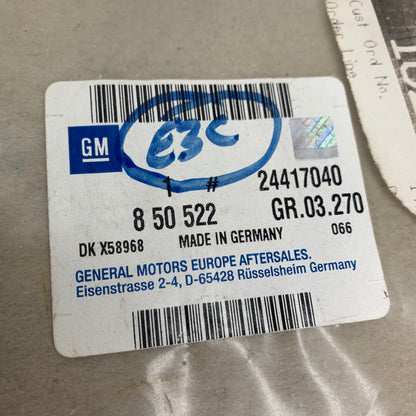 Cust Ord No.
Order Line
GM
E3C
1 # 24417040
8 50 522 GR.03.270
DK X58968 MADE IN GERMANY 066
GENERAL MOTORS EUROPE AFTERSALES.
Eisenstrasse 2-4, D-65428 Rüsselsheim Germany